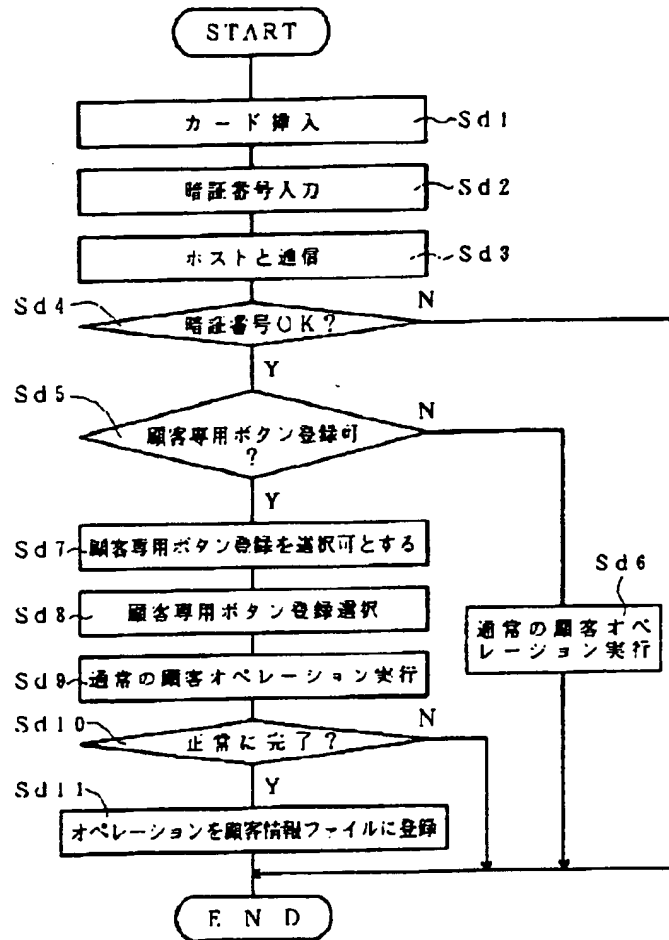 START
カード挿入
Sd1
暗証番号入力
Sd2
ホストと通信
Sd3
Sd4
暗証番号OK?
N
Y
Sd5
顧客専用ボタン登録可
?
N
Y
Sd7
顧客専用ボタン登録を選択可とする
Sd6
通常の顧客オペ
レーション実行
Sd8
顧客専用ボタン登録選択
Sd9
通常の顧客オペレーション実行
Sd10
正常に完了?
N
Y
Sd11
オペレーションを顧客情報ファイルに登録
END